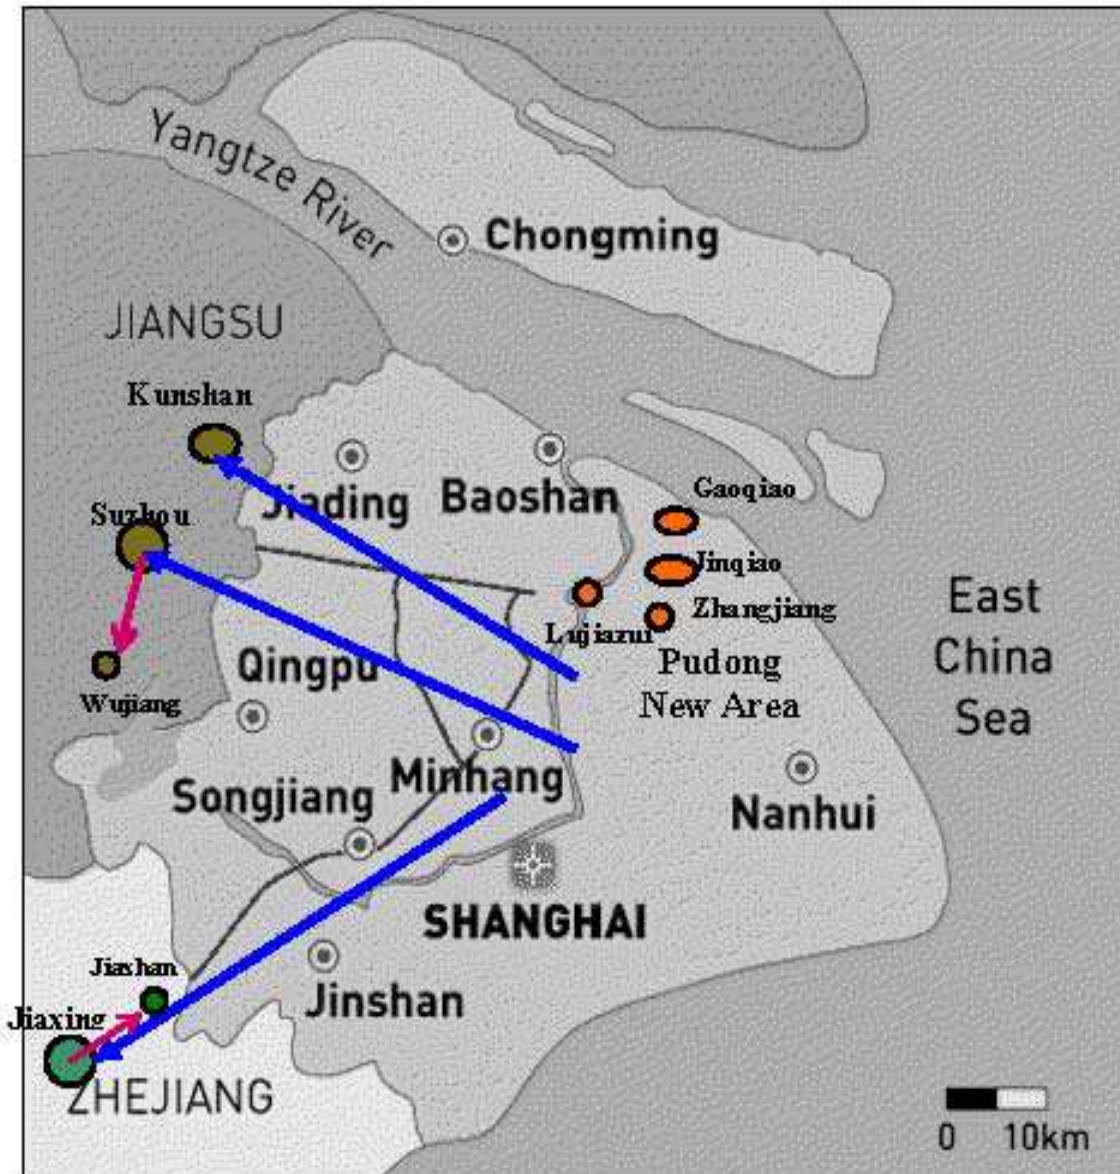 Yangtze River
Chongming
JIANGSU
Kunshan
Jiading
Baoshan
Gaoqiao
Suzhou
Jinqiao
Zhangjiang
Lujiazui
East
China
Sea
Qingpu
Pudong
New Area
Wujiang
Minhang
Songjiang
Nanhui
SHANGHAI
Jiashan
Jinshan
Jiaxing
ZHEJIANG
0 10km